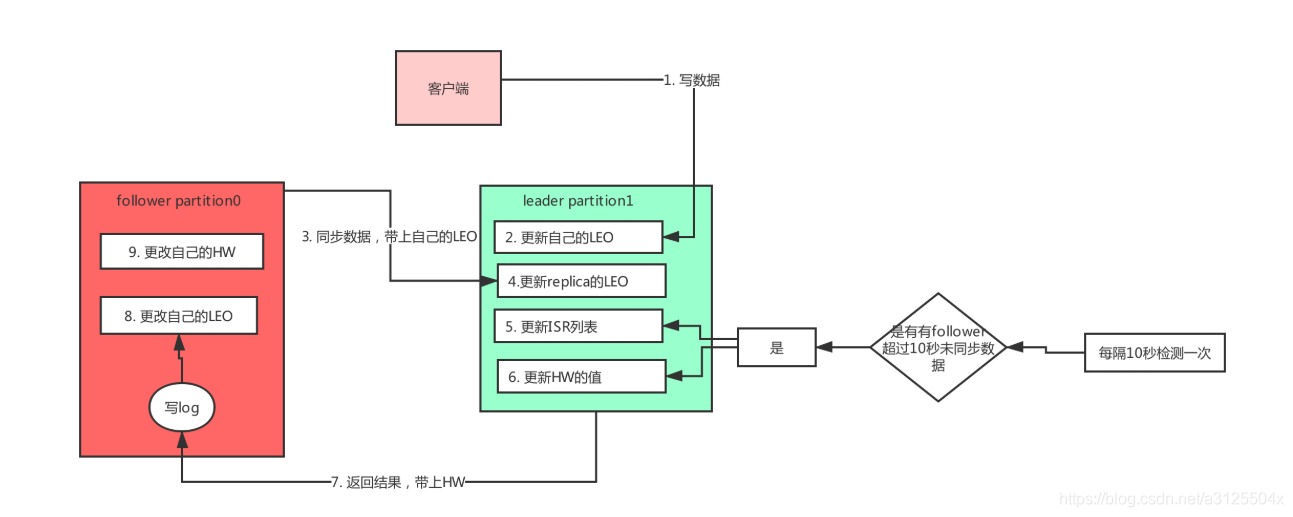 客户端
1. 写数据
follower partition0
9. 更改自己的HW
8. 更改自己的LEO
写log
3. 同步数据，带上自己的LEO
leader partition1
2. 更新自己的LEO
4.更新replica的LEO
5. 更新ISR列表
6. 更新HW的值
是
是有有follower
超过10秒未同步数
据
每隔10秒检测一次
7. 返回结果，带上HW
https://blog.csdn.net/a3125504x